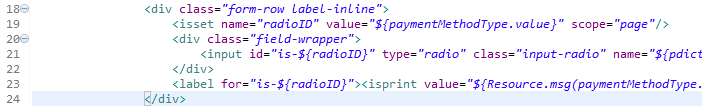 18 <div class="form-row label-inline">
19 <isset name="radioID" value="${paymentMethodType.value}" scope="page"/>
20 <div class="field-wrapper">
21 <input id="is-${radioID}" type="radio" class="input-radio" name="${pdict
22 </div>
23 <label for="is-${radioID}"><isprint value="${Resource.msg(paymentMethodType.
24 </div>